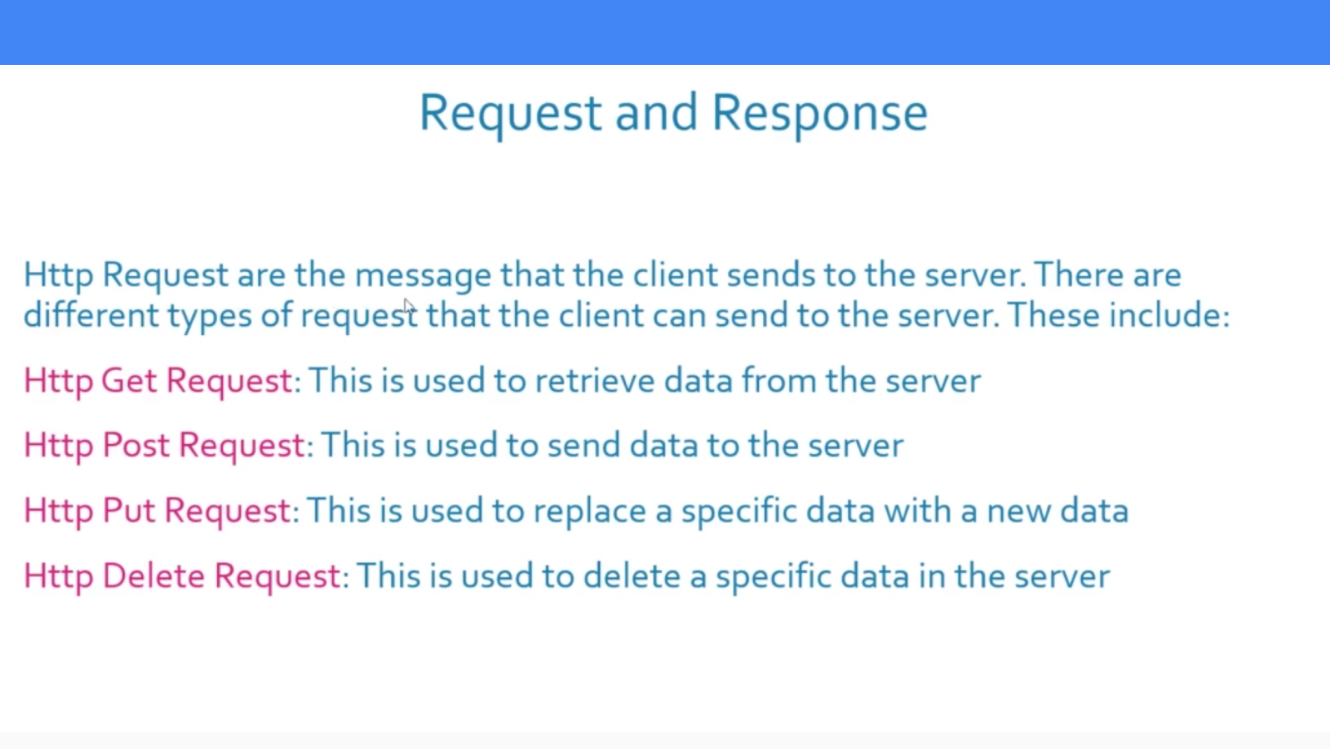 Request and Response
Http Request are the message that the client sends to the server. There are
different types of request that the client can send to the server. These include:
Http Get Request: This is used to retrieve data from the server
Http Post Request: This is used to send data to the server
Http Put Request: This is used to replace a specific data with a new data
Http Delete Request: This is used to delete a specific data in the server